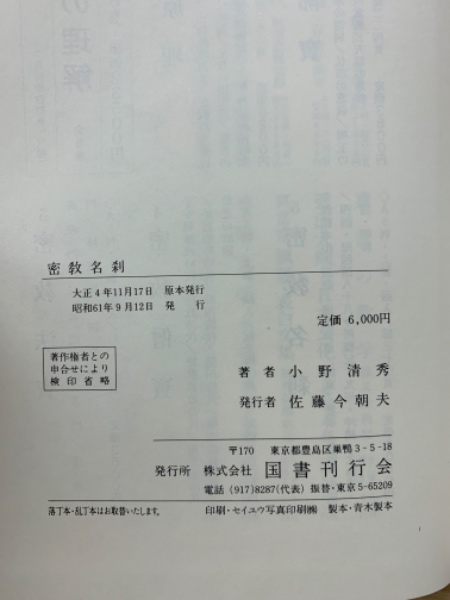 密教名刹
大正4年11月17日 原本発行
昭和61年9月12日 発 行
定価 6,000円
著作権者との
申合せにより
検印省略
著者 小野清秀
発行者 佐藤今朝夫
〒170 東京都豊島区巣鴨3-5-18
発行所 株式会社 国書刊行会
電話 (917)8287(代表) 振替・東京5-65209
落丁本・乱丁本はお取替いたします。
印刷・セイユウ写真印刷㈱ 製本・青木製本